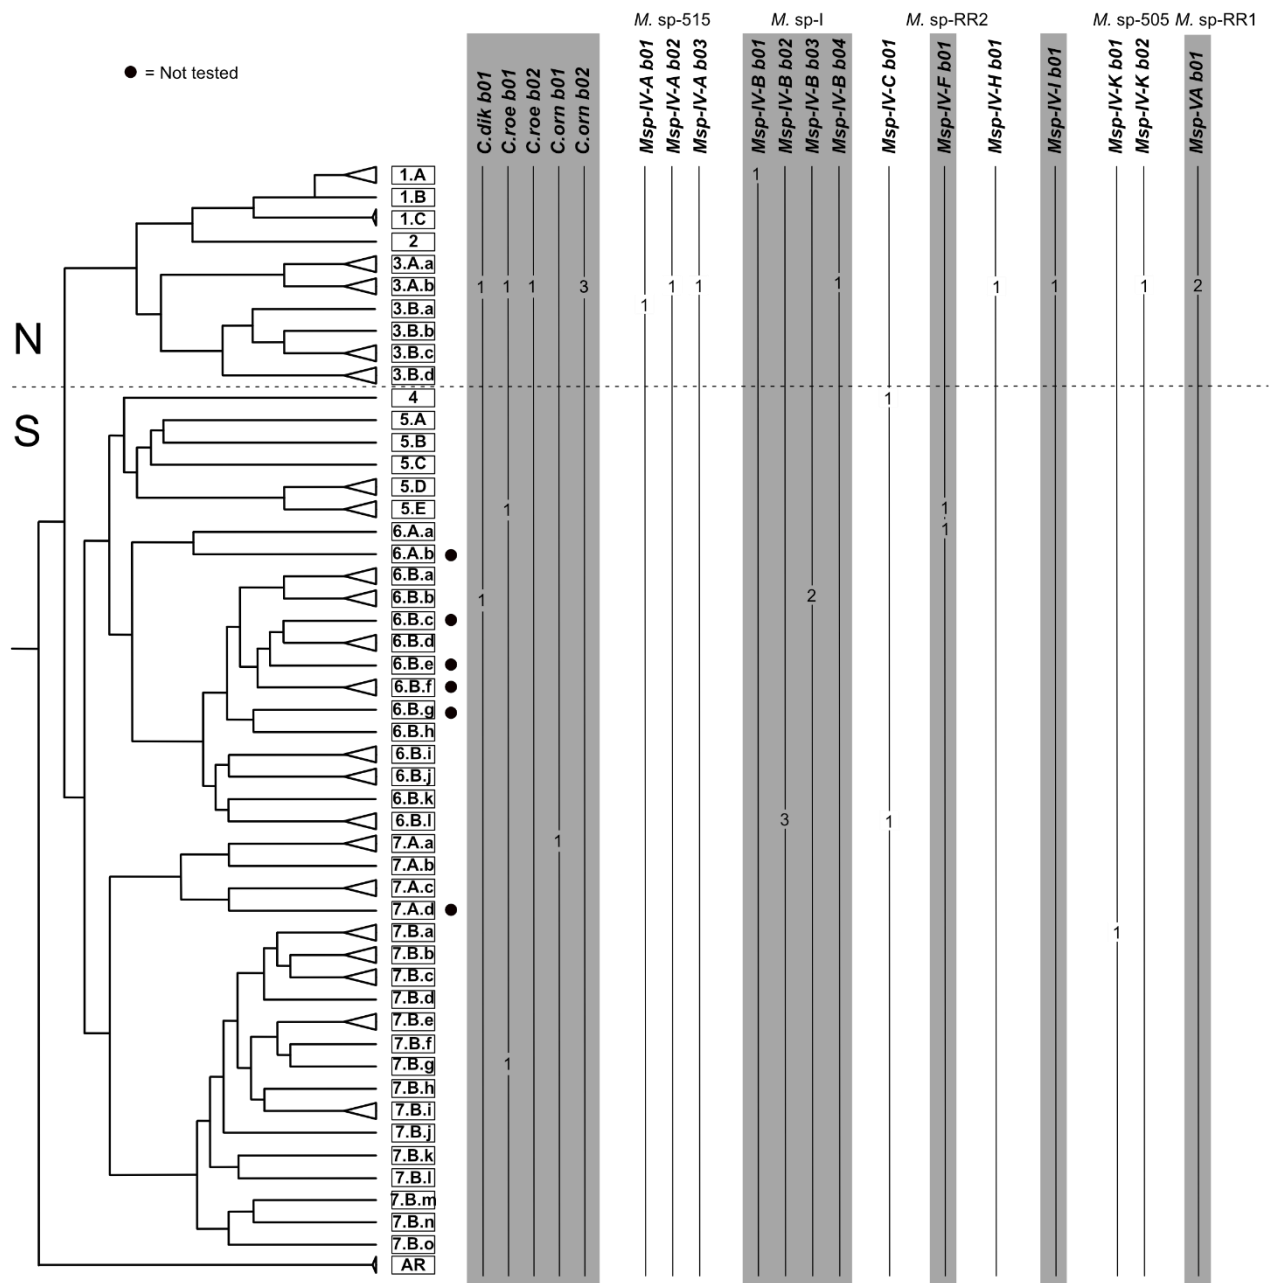 M. sp-515 M. sp-I M. sp-RR2 M. sp-505 M. sp-RR1
● = Not tested
C.dik b01
C.roe b01
C.roe b02
C.orn b01
C.orn b02
Msp-IV-A b01
Msp-IV-A b02
Msp-IV-A b03
Msp-IV-B b01
Msp-IV-B b02
Msp-IV-B b03
Msp-IV-B b04
Msp-IV-C b01
Msp-IV-F b01
Msp-IV-H b01
Msp-IV-I b01
Msp-IV-K b01
Msp-IV-K b02
Msp-VA b01
1.A 1
1.B
1.C
2
3.A.a
3.A.b 1 1 1 3 1 1 1 1 1 1 2
3.B.a 1
N
3.B.b
3.B.c
3.B.d
4 1
S
5.A
5.B
5.C
5.D
5.E 1 1
6.A.a 1
6.A.b ●
6.B.a
6.B.b 1 2
6.B.c ●
6.B.d
6.B.e ●
6.B.f ●
6.B.g ●
6.B.h
6.B.i
6.B.j
6.B.k
6.B.l 3 1
7.A.a 1
7.A.b
7.A.c
7.A.d ●
7.B.a 1
7.B.b
7.B.c
7.B.d
7.B.e
7.B.f
7.B.g 1
7.B.h
7.B.i
7.B.j
7.B.k
7.B.l
7.B.m
7.B.n
7.B.o
AR